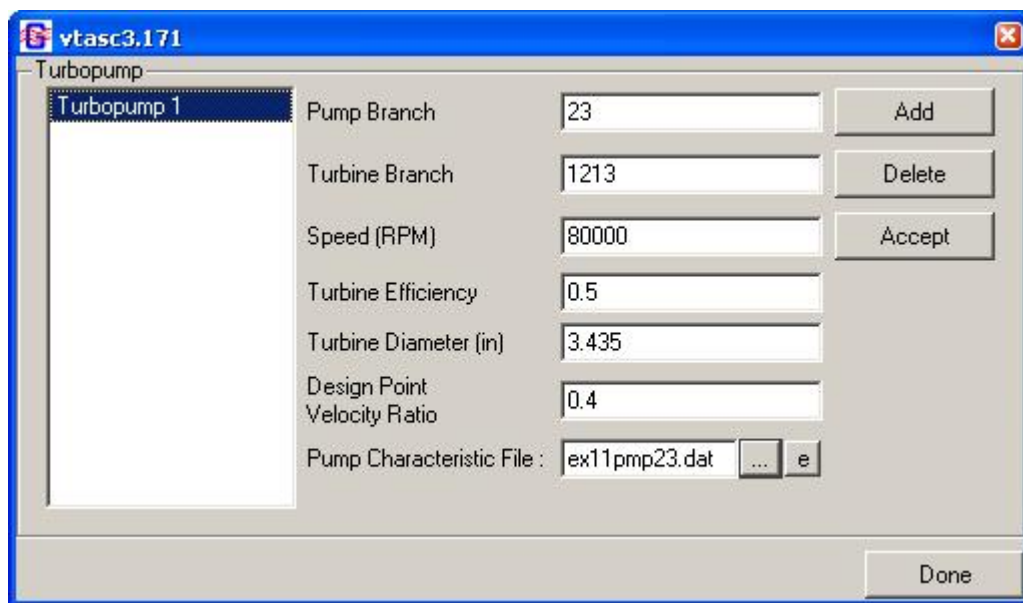 vtasc3.171
Turbopump
Turbopump 1
Pump Branch 23 Add
Turbine Branch 1213 Delete
Speed (RPM) 80000 Accept
Turbine Efficiency 0.5
Turbine Diameter (in) 3.435
Design Point
Velocity Ratio 0.4
Pump Characteristic File : ex11pmp23.dat ... e
Done